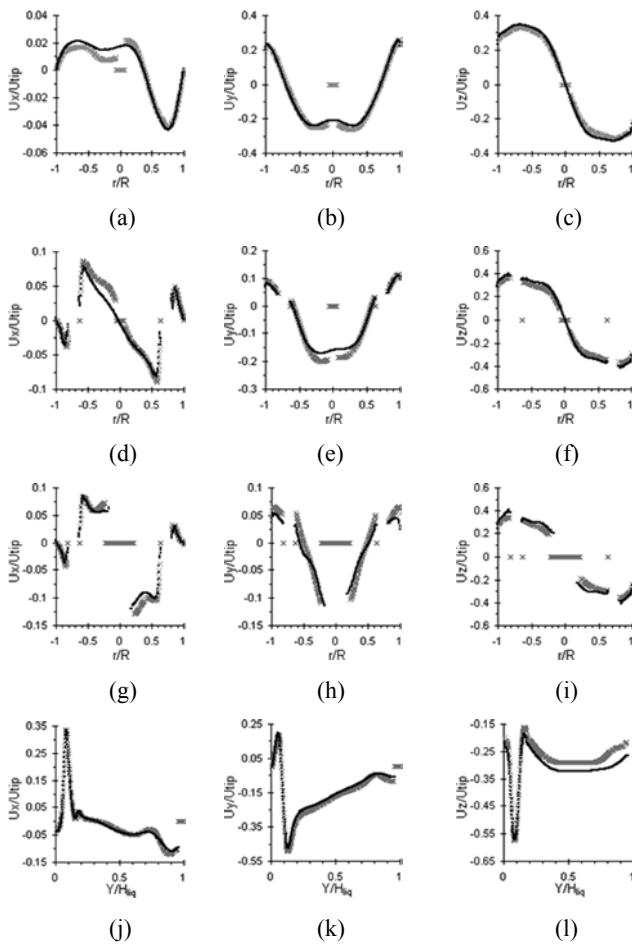 Ux/Utip
0.04
0.02
0
-0.02
-0.04
-0.06
-1 -0.5 0 0.5 1
r/R
(a)
Uy/Utip
0.4
0.2
0
-0.2
-0.4
-1 -0.5 0 0.5 1
r/R
(b)
Uz/Utip
0.4
0.2
0
-0.2
-0.4
-1 -0.5 0 0.5 1
r/R
(c)
Ux/Utip
0.1
0.05
0
-0.05
-0.1
-1 -0.5 0 0.5 1
r/R
(d)
Uy/Utip
0.2
0.1
0
-0.1
-0.2
-0.3
-1 -0.5 0 0.5 1
r/R
(e)
Uz/Utip
0.6
0.4
0.2
0
-0.2
-0.4
-0.6
-1 -0.5 0 0.5 1
r/R
(f)
Ux/Utip
0.1
0.05
0
-0.05
-0.1
-0.15
-1 -0.5 0 0.5 1
r/R
(g)
Uy/Utip
0.1
0.05
0
-0.05
-0.1
-0.15
-1 -0.5 0 0.5 1
r/R
(h)
Uz/Utip
0.6
0.4
0.2
0
-0.2
-0.4
-0.6
-1 -0.5 0 0.5 1
r/R
(i)
Ux/Utip
0.35
0.25
0.15
0.05
-0.05
-0.15
0 0.5 1
Y/Hliq
(j)
Uy/Utip
0.25
0.05
-0.15
-0.35
-0.55
0 0.5 1
Y/Hliq
(k)
Uz/Utip
-0.15
-0.25
-0.35
-0.45
-0.55
-0.65
0 0.5 1
Y/Hliq
(l)